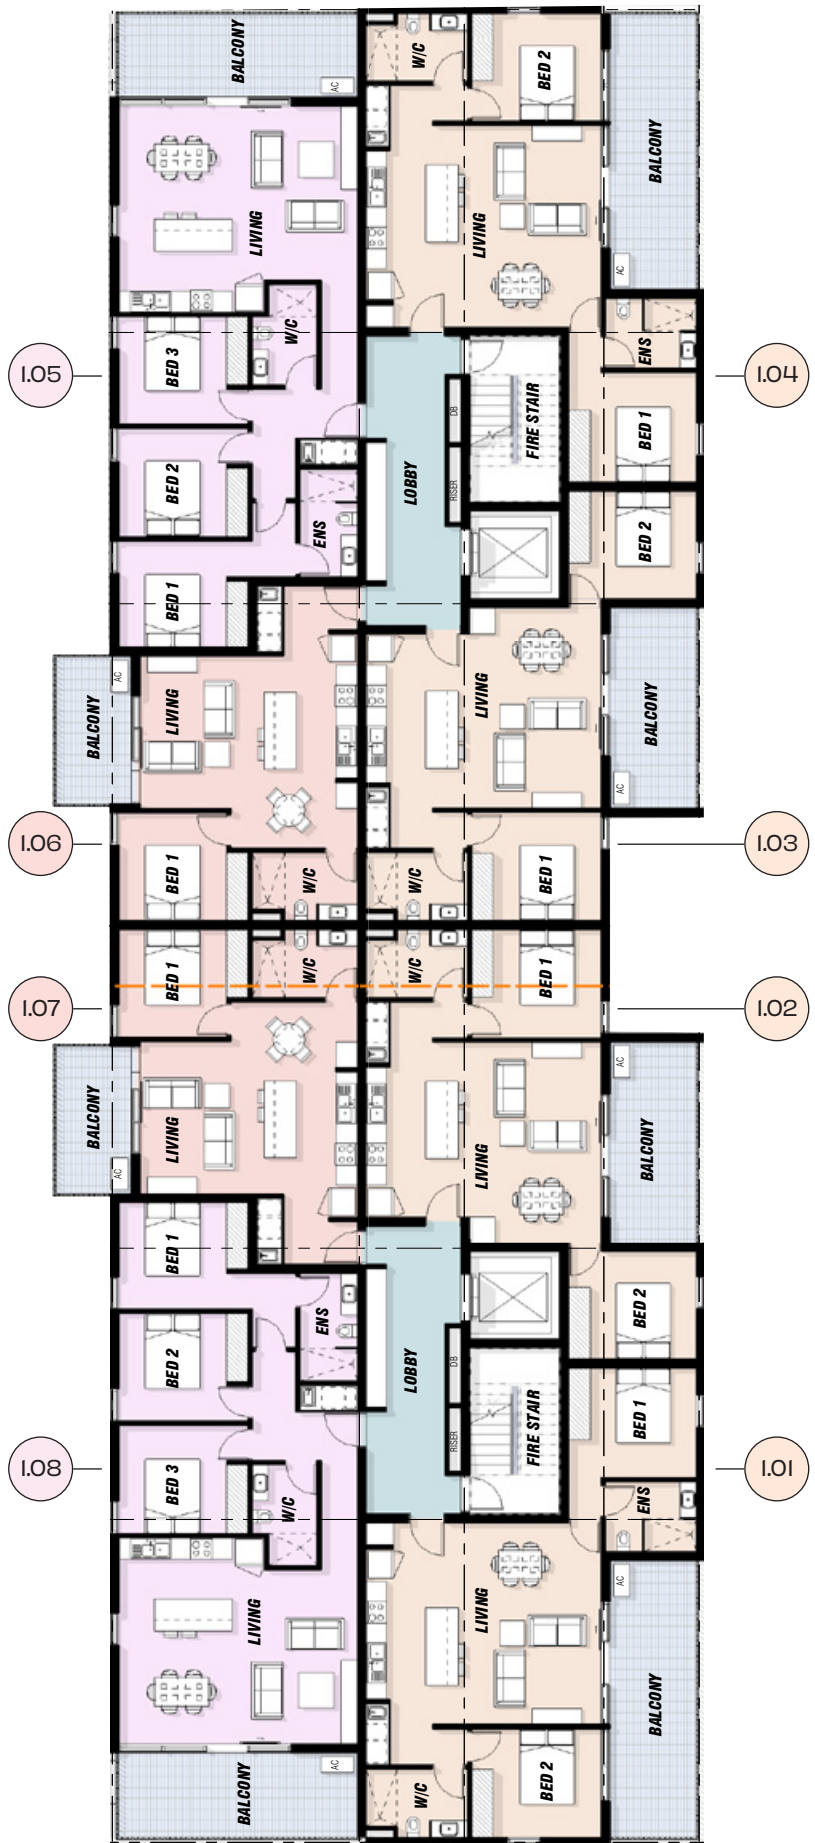 BALCONY
AC
W/C
BED 2
BALCONY
LIVING
LIVING
AC
W/C
ENS
1.05
BED 3
1.04
DB
FIRE STAIR
BED 1
BED 2
LOBBY
RISER
ENS
BED 2
BED 1
AC
BALCONY
LIVING
LIVING
BALCONY
AC
1.06
1.03
BED 1
W/C
W/C
BED 1
BED 1
W/C
W/C
BED 1
1.07
1.02
AC
BALCONY
LIVING
LIVING
BALCONY
AC
BED 1
ENS
BED 2
BED 2
LOBBY
DB
FIRE STAIR
BED 1
RISER
1.08
BED 3
W/C
ENS
1.01
AC
LIVING
LIVING
BALCONY
AC
BALCONY
W/C
BED 2